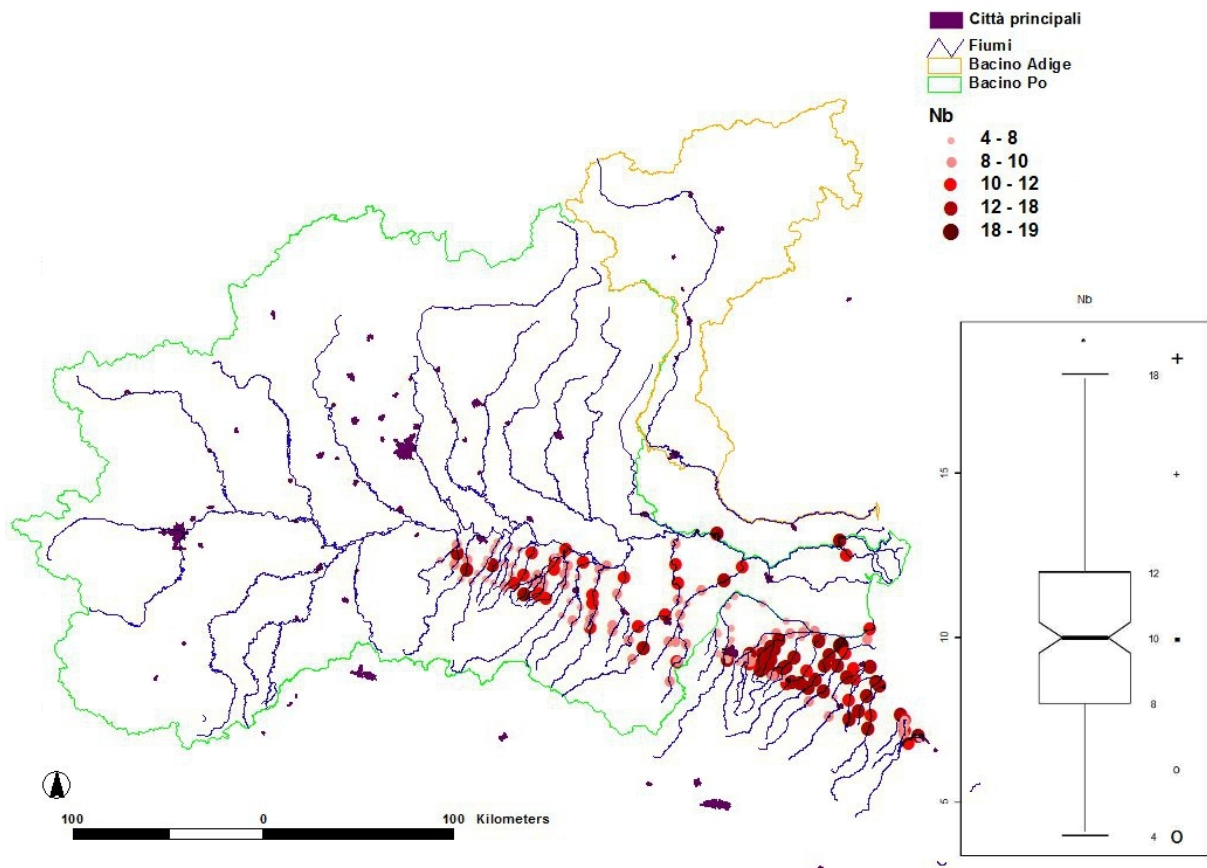 Città principali
Fiumi
Bacino Adige
Bacino Po
Nb
4 - 8
8 - 10
10 - 12
12 - 18
18 - 19
Nb
18
15
12
10
10
8
5
4
100 0 100 Kilometers